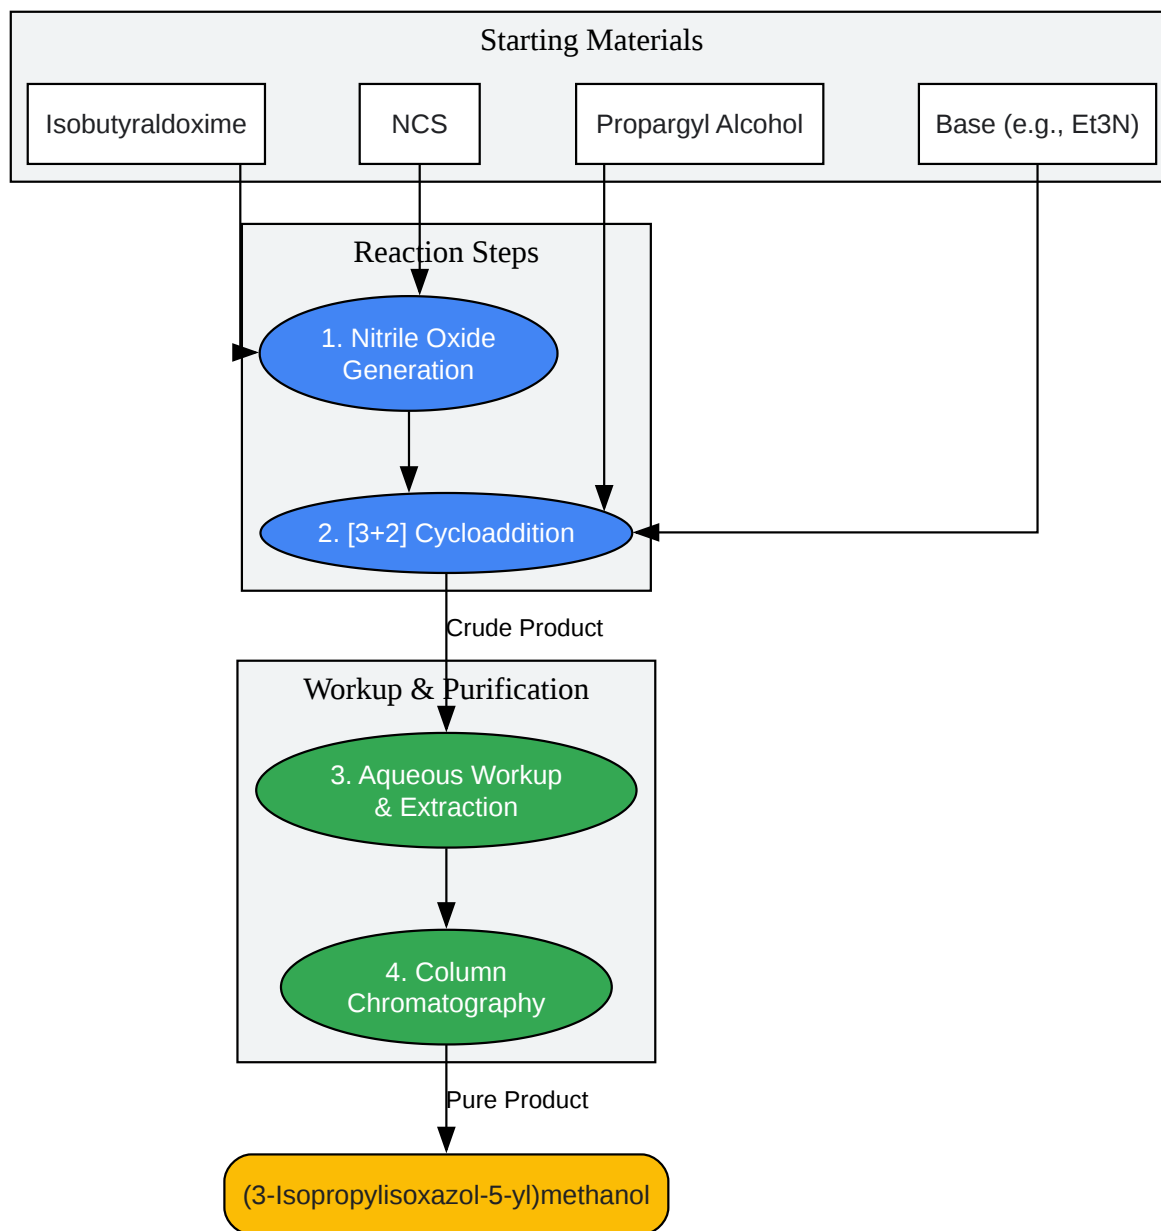 Starting Materials
Isobutyraldoxime
NCS
Propargyl Alcohol
Base (e.g., Et3N)
Reaction Steps
1. Nitrile Oxide
Generation
2. [3+2] Cycloaddition
Crude Product
Workup & Purification
3. Aqueous Workup
& Extraction
4. Column
Chromatography
Pure Product
(3-Isopropylisoxazol-5-yl)methanol